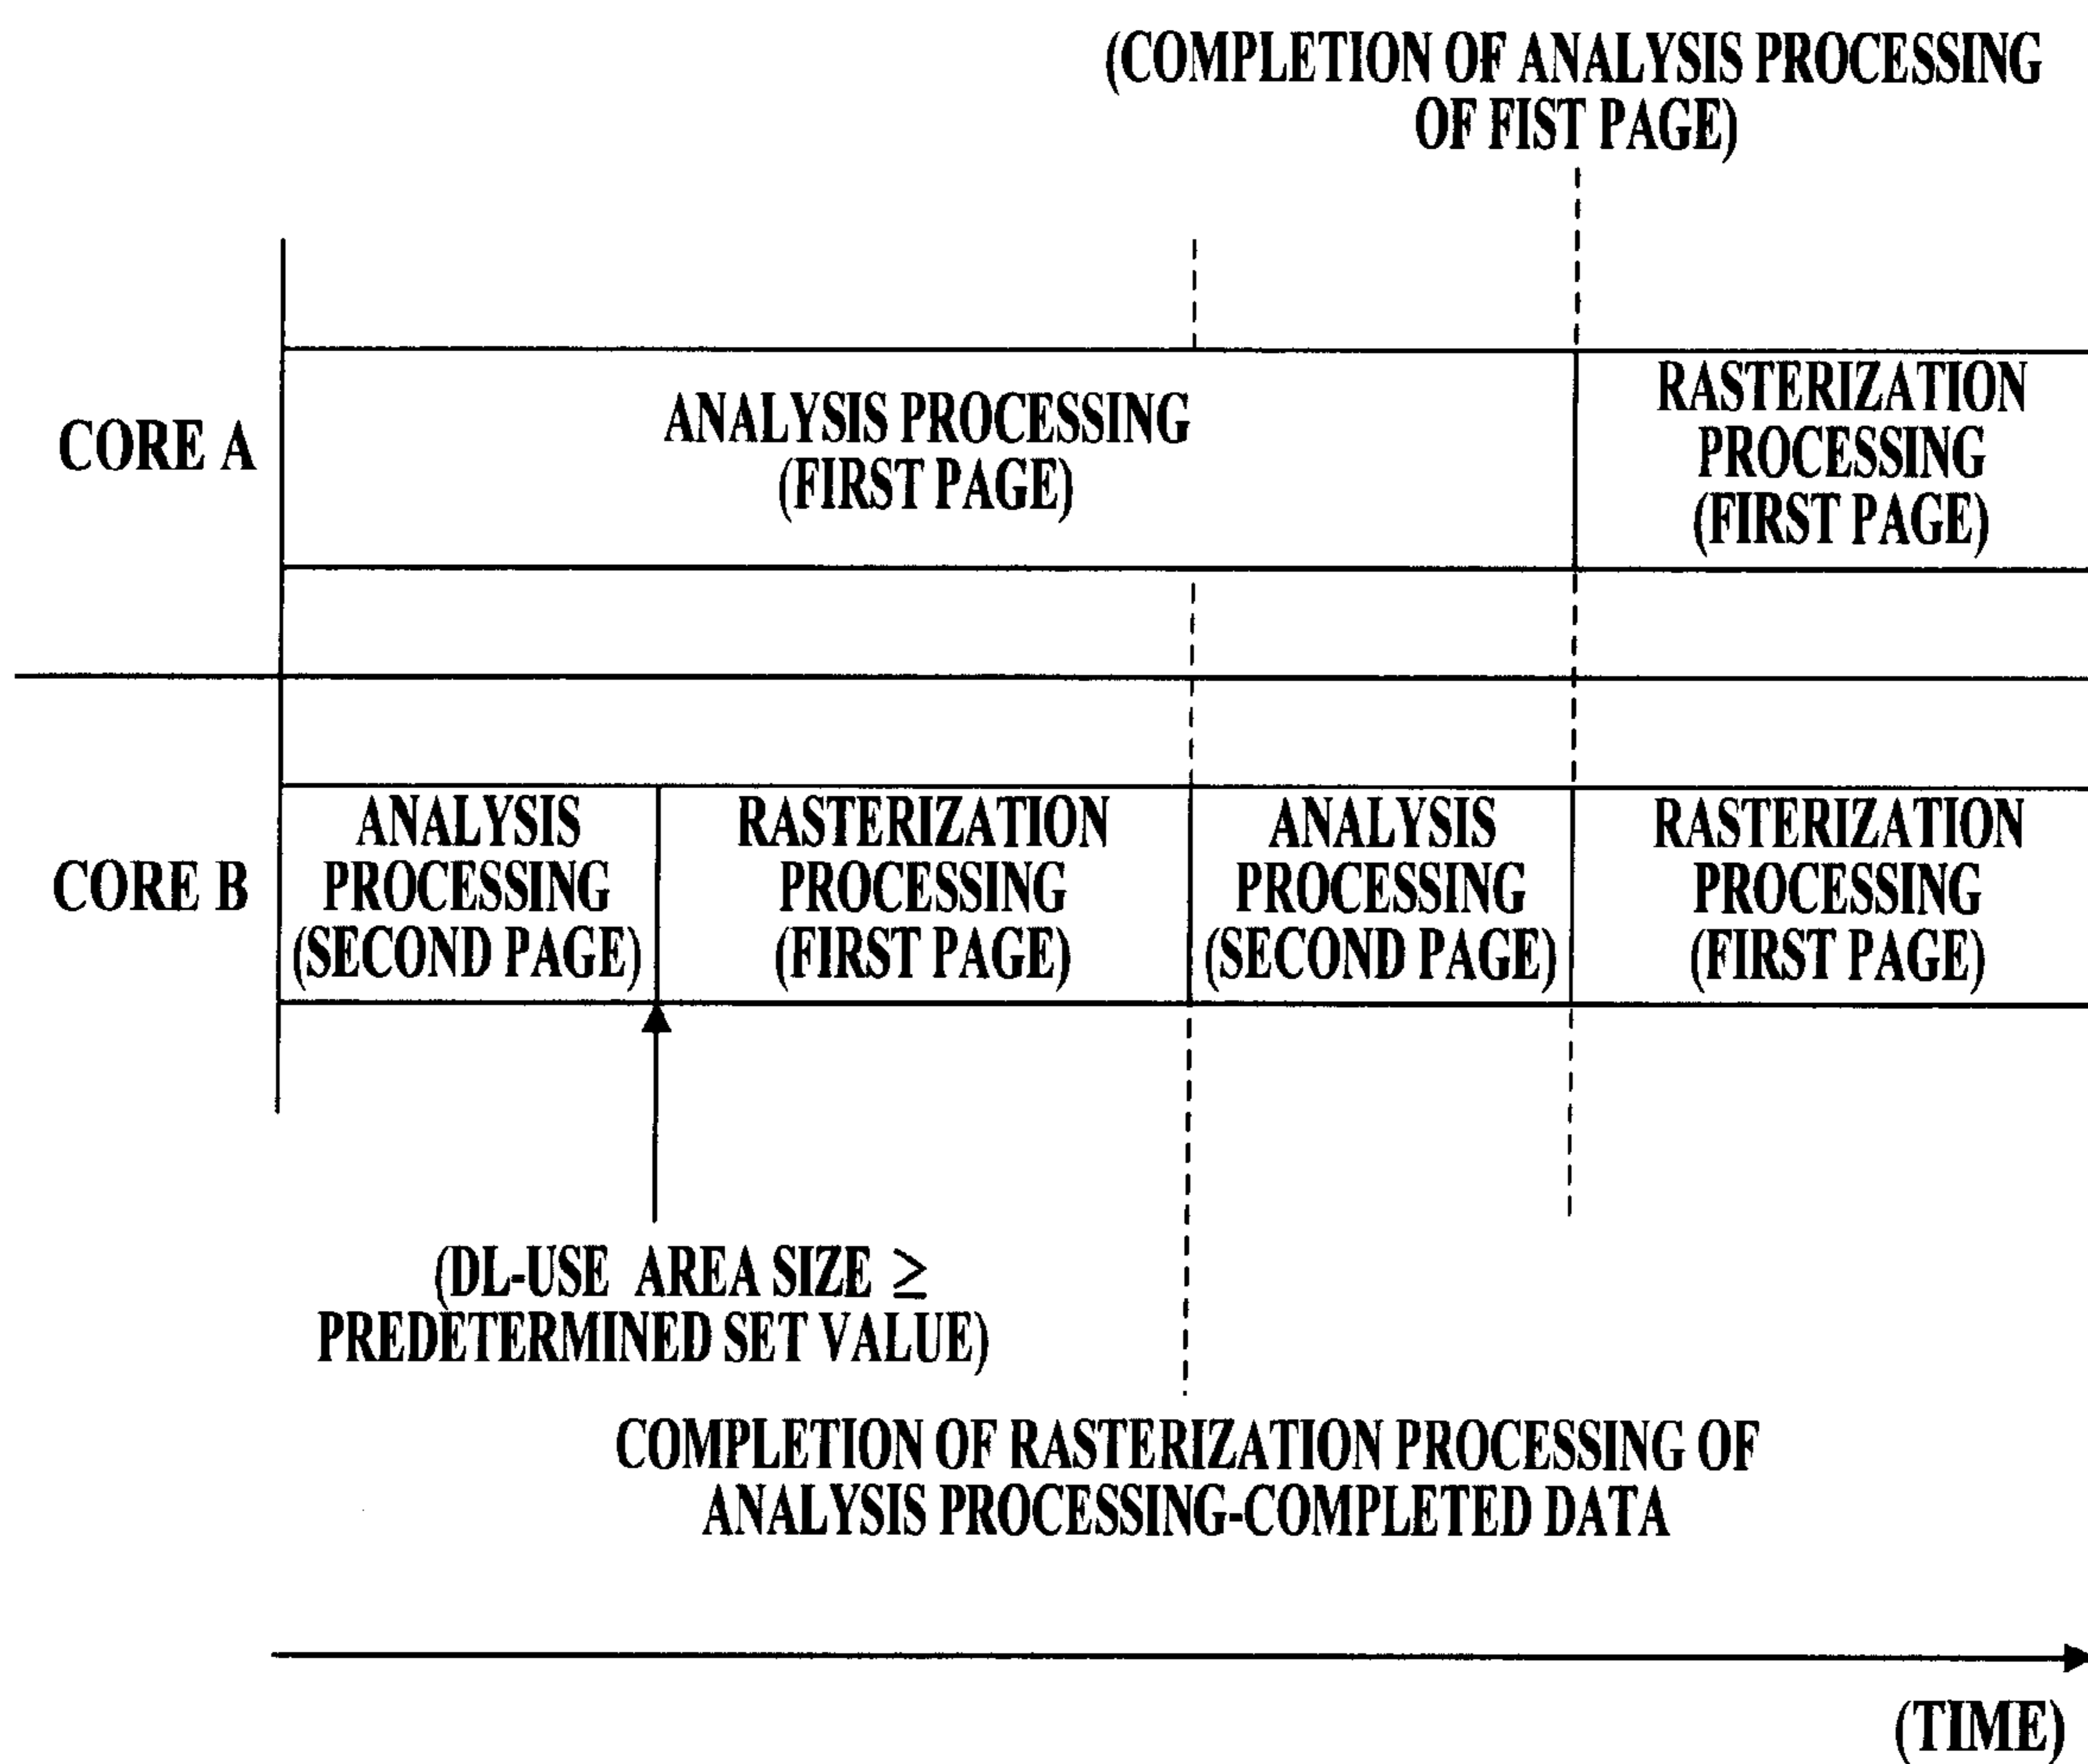 (COMPLETION OF ANALYSIS PROCESSING
OF FIST PAGE)
CORE A
ANALYSIS PROCESSING
(FIRST PAGE)
RASTERIZATION
PROCESSING
(FIRST PAGE)
CORE B
ANALYSIS
PROCESSING
(SECOND PAGE)
RASTERIZATION
PROCESSING
(FIRST PAGE)
ANALYSIS
PROCESSING
(SECOND PAGE)
RASTERIZATION
PROCESSING
(FIRST PAGE)
(DL-USE AREA SIZE ≥
PREDETERMINED SET VALUE)
COMPLETION OF RASTERIZATION PROCESSING OF
ANALYSIS PROCESSING-COMPLETED DATA
(TIME)